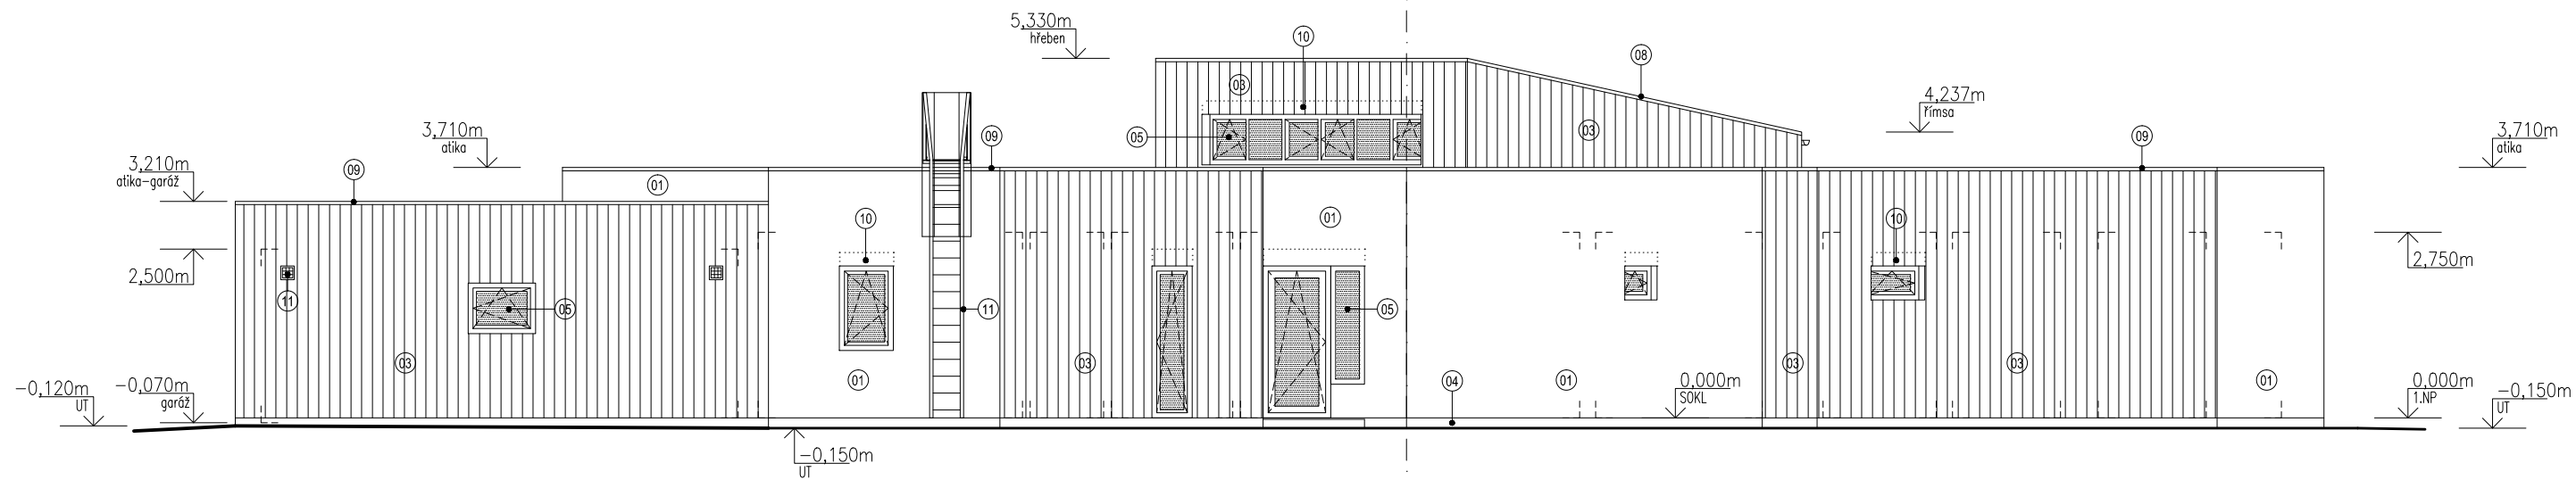 5,330m
hřeben
10
08
03
4,237m
římsa
05
03
09
3,710m
atika
09
3,710m
atika
3,210m
atika-garáž
09
01
10
01
10
2,500m
11
05
11
05
2,750m
03
01
03
04
01
03
03
01
-0,120m
UT
-0,070m
garáž
0,000m
SOKL
0,000m
1.NP
-0,150m
UT
-0,150m
UT